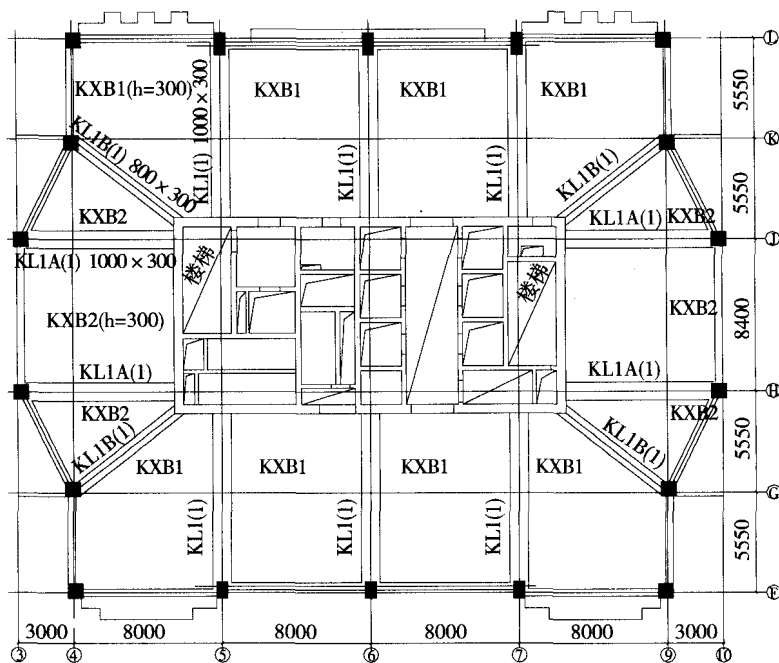 Ⓛ
KXB1(h=300)
1000×300
KL1(1)
KXB1
KXB1
KXB1
5550
Ⓚ
KL1B(1) 800×300
KL1(1)
KL1(1)
KL1B(1)
5550
KXB2
KL1A(1)
KXB2
Ⓙ
KL1A(1) 1000×300
楼梯
楼梯
KXB2(h=300)
KXB2
8400
KL1A(1)
KL1A(1)
Ⓗ
KXB2
KXB2
KL1B(1)
KL1B(1)
5550
KXB1
KXB1
KXB1
KXB1
Ⓖ
KL1(1)
KL1(1)
KL1(1)
5550
Ⓔ
3000
8000
8000
8000
8000
3000
③ ④ ⑤ ⑥ ⑦ ⑨ ⑩